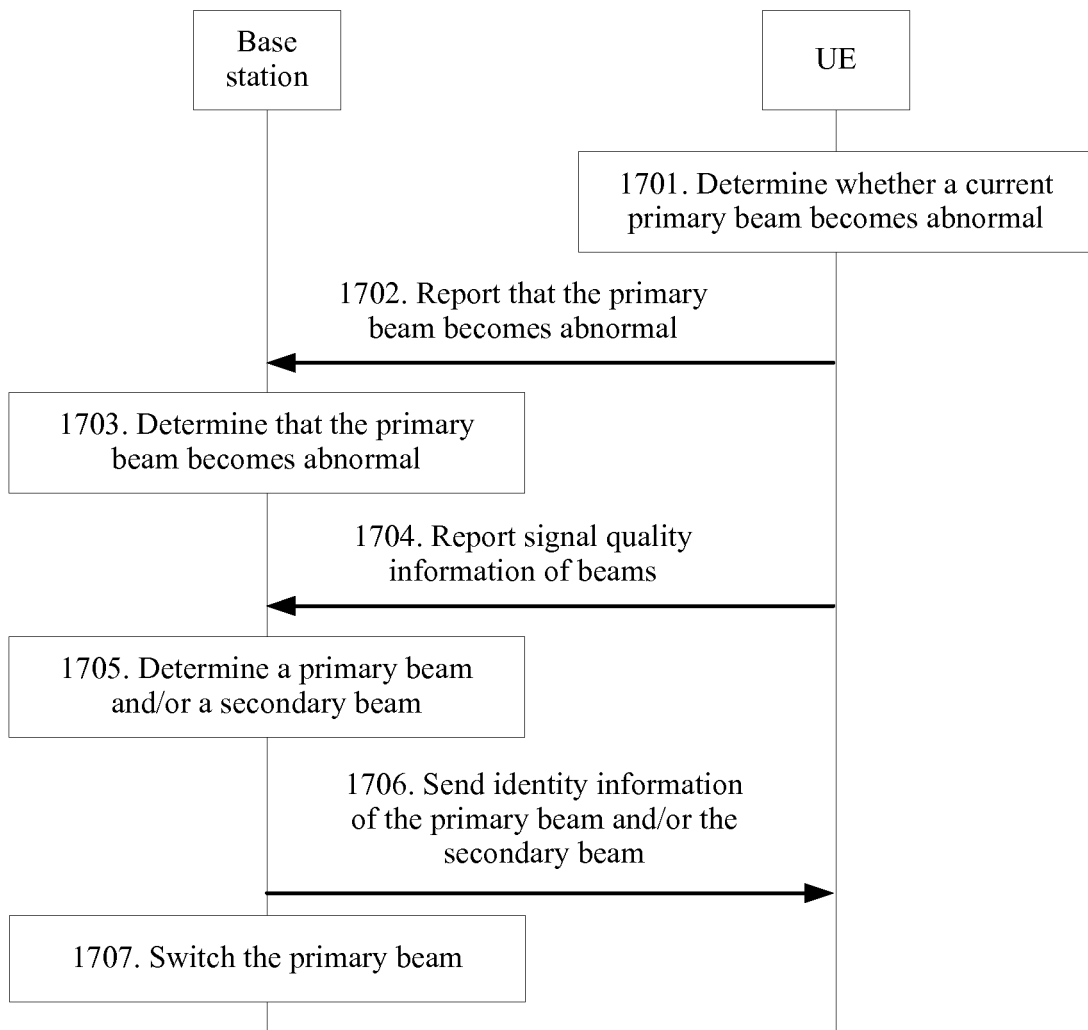 Base
station
UE
1701. Determine whether a current
primary beam becomes abnormal
1702. Report that the primary
beam becomes abnormal
1703. Determine that the primary
beam becomes abnormal
1704. Report signal quality
information of beams
1705. Determine a primary beam
and/or a secondary beam
1706. Send identity information
of the primary beam and/or the
secondary beam
1707. Switch the primary beam